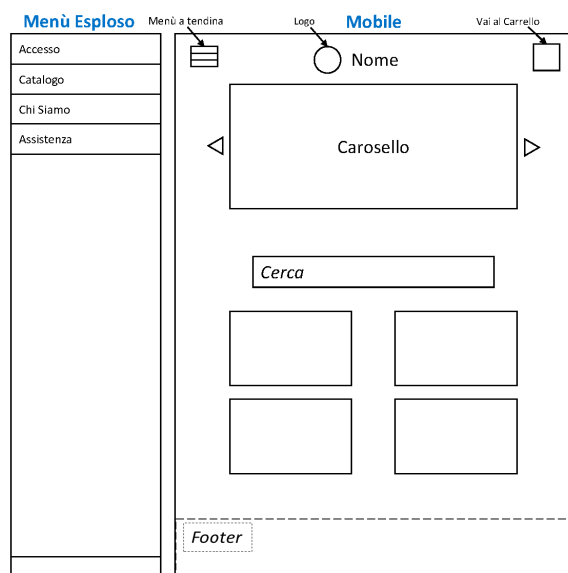 Menù Esploso
Menù a tendina
Logo
Mobile
Vai al Carrello
Accesso
Catalogo
Chi Siamo
Assistenza
Nome
Carosello
Cerca
Footer